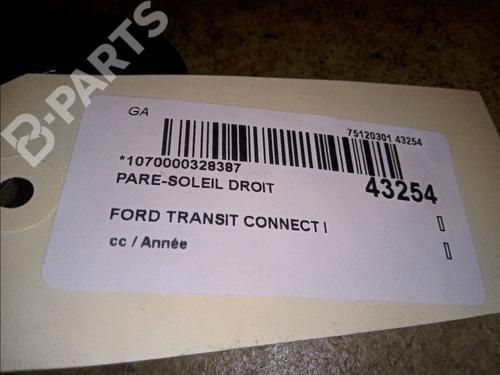 B-PARTS
GA
75120301 43254
*1070000328387
43254
PARE-SOLEIL DROIT
FORD TRANSIT CONNECT I
cc / Année